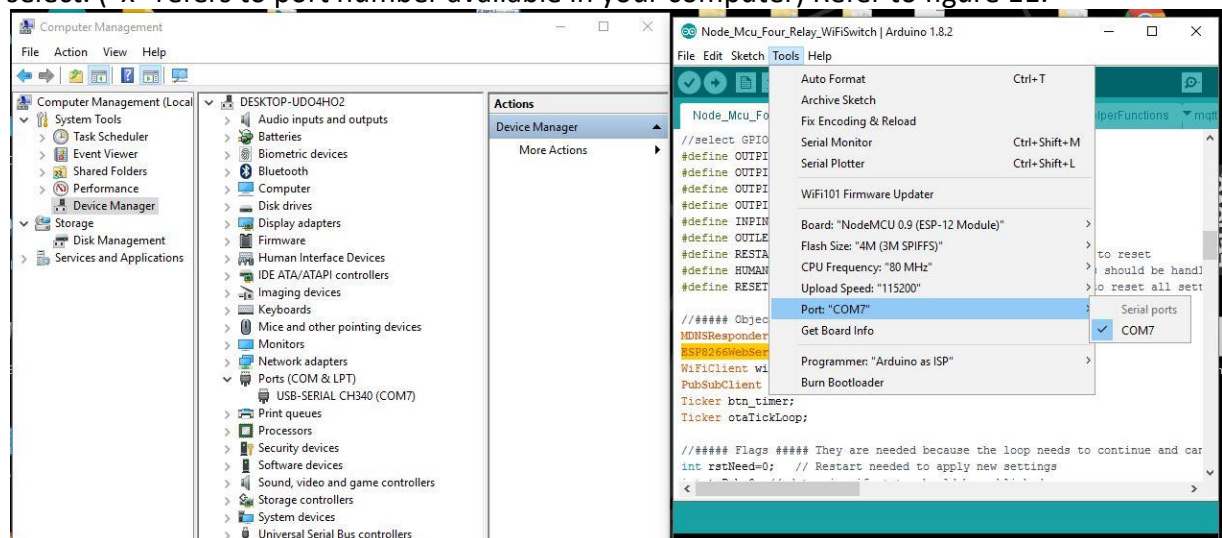 select. ( X refers to port number available in your computer) Refer to figure 11.
Computer Management
File Action View Help
Computer Management (Local
System Tools
Task Scheduler
Event Viewer
Shared Folders
Performance
Device Manager
Storage
Disk Management
Services and Applications
DESKTOP-UDO4HO2
Audio inputs and outputs
Batteries
Biometric devices
Bluetooth
Computer
Disk drives
Display adapters
Firmware
Human Interface Devices
IDE ATA/ATAPI controllers
Imaging devices
Keyboards
Mice and other pointing devices
Monitors
Network adapters
Ports (COM & LPT)
USB-SERIAL CH340 (COM7)
Print queues
Processors
Security devices
Software devices
Sound, video and game controllers
Storage controllers
System devices
Universal Serial Bus controllers
Actions
Device Manager
More Actions
Node_Mcu_Four_Relay_WiFiSwitch | Arduino 1.8.2
File Edit Sketch Tools Help
Auto Format Ctrl+T
Archive Sketch
Fix Encoding & Reload
Serial Monitor Ctrl+Shift+M
Serial Plotter Ctrl+Shift+L
WiFi101 Firmware Updater
Board: "NodeMCU 0.9 (ESP-12 Module)"
Flash Size: "4M (3M SPIFFS)"
CPU Frequency: "80 MHz"
Upload Speed: "115200"
Port: "COM7"
Get Board Info
Programmer: "Arduino as ISP"
Burn Bootloader
Serial ports
COM7
Node_Mcu_Fo lperFunctions mqtt
//select GPIO
#define OUTPI
#define OUTPI
#define OUTPI
#define OUTPI
#define INPIN
#define OUTLE
#define RESTA to reset
#define HUMAN should be handl
#define RESET to reset all sett
//##### Objec
MDNSResponder
ESP8266WebSer
WiFiClient wi
PubSubClient
Ticker btn_timer;
Ticker otaTickLoop;
//##### Flags ##### They are needed because the loop needs to continue and car
int rstNeed=0; // Restart needed to apply new settings